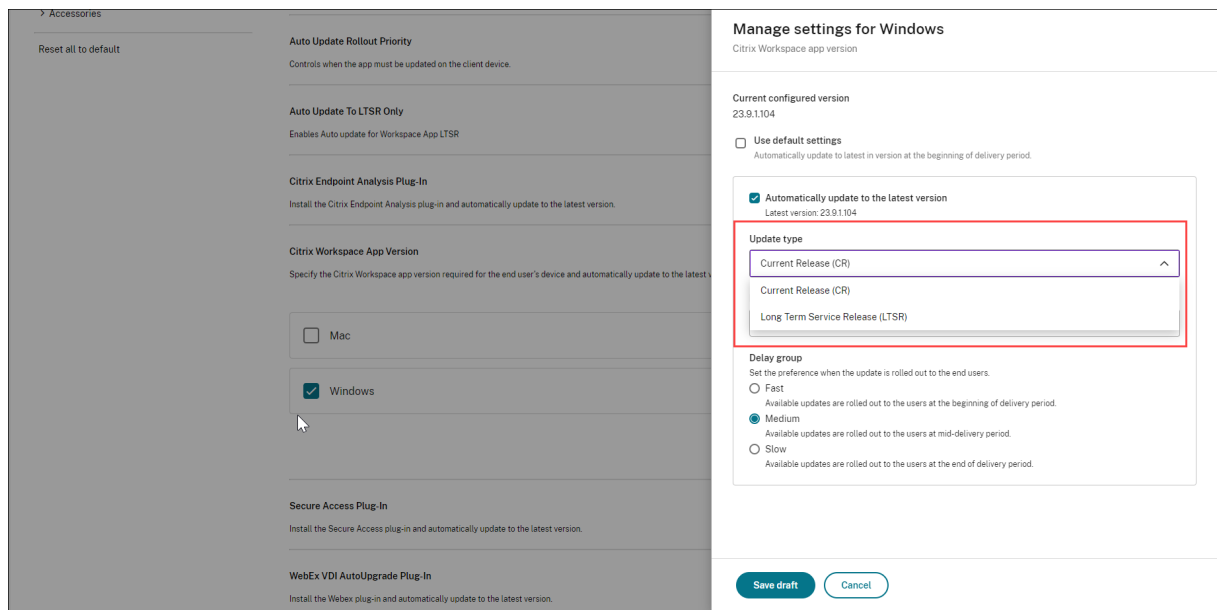 Accessories
Reset all to default
Auto Update Rollout Priority
Controls when the app must be updated on the client device.
Auto Update To LTSR Only
Enables Auto update for Workspace App LTSR
Citrix Endpoint Analysis Plug-In
Install the Citrix Endpoint Analysis plug-in and automatically update to the latest version.
Citrix Workspace App Version
Specify the Citrix Workspace app version required for the end user's device and automatically update to the latest v
Mac
Windows
Secure Access Plug-In
Install the Secure Access plug-in and automatically update to the latest version.
WebEx VDI AutoUpgrade Plug-In
Install the Webex plug-in and automatically update to the latest version.
Manage settings for Windows
Citrix Workspace app version
Current configured version
23.9.1.104
Use default settings
Automatically update to latest in version at the beginning of delivery period.
Automatically update to the latest version
Latest version: 23.9.1.104
Update type
Current Release (CR)
Current Release (CR)
Long Term Service Release (LTSR)
Delay group
Set the preference when the update is rolled out to the end users.
Fast
Available updates are rolled out to the users at the beginning of delivery period.
Medium
Available updates are rolled out to the users at mid-delivery period.
Slow
Available updates are rolled out to the users at the end of delivery period.
Save draft
Cancel